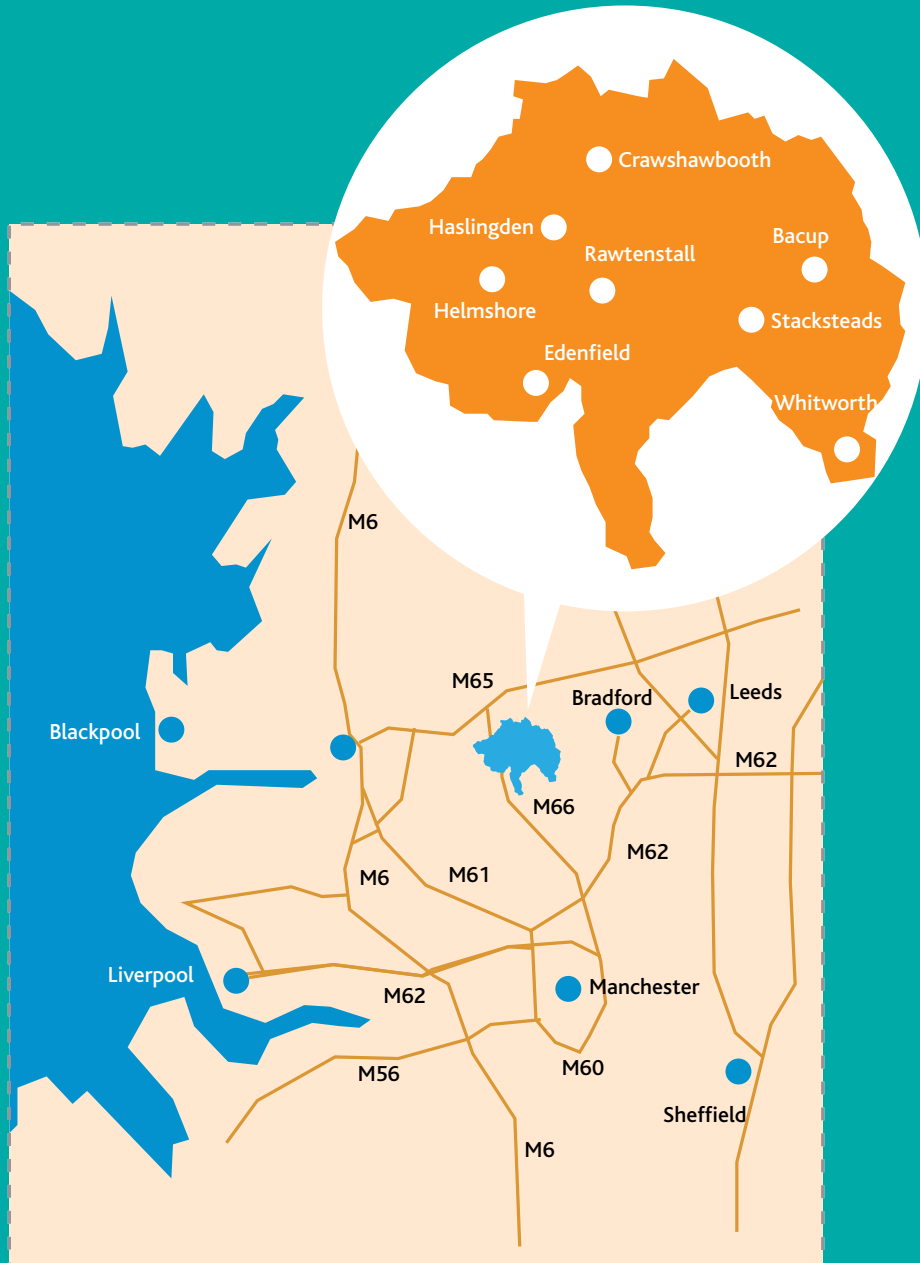 Crawshawbooth
Haslingden
Bacup
Rawtenstall
Helmshore
Stacksteads
Edenfield
Whitworth
M6
M65
Bradford
Leeds
Blackpool
M62
M66
M62
M6
M61
Liverpool
Manchester
M62
M60
M56
Sheffield
M6